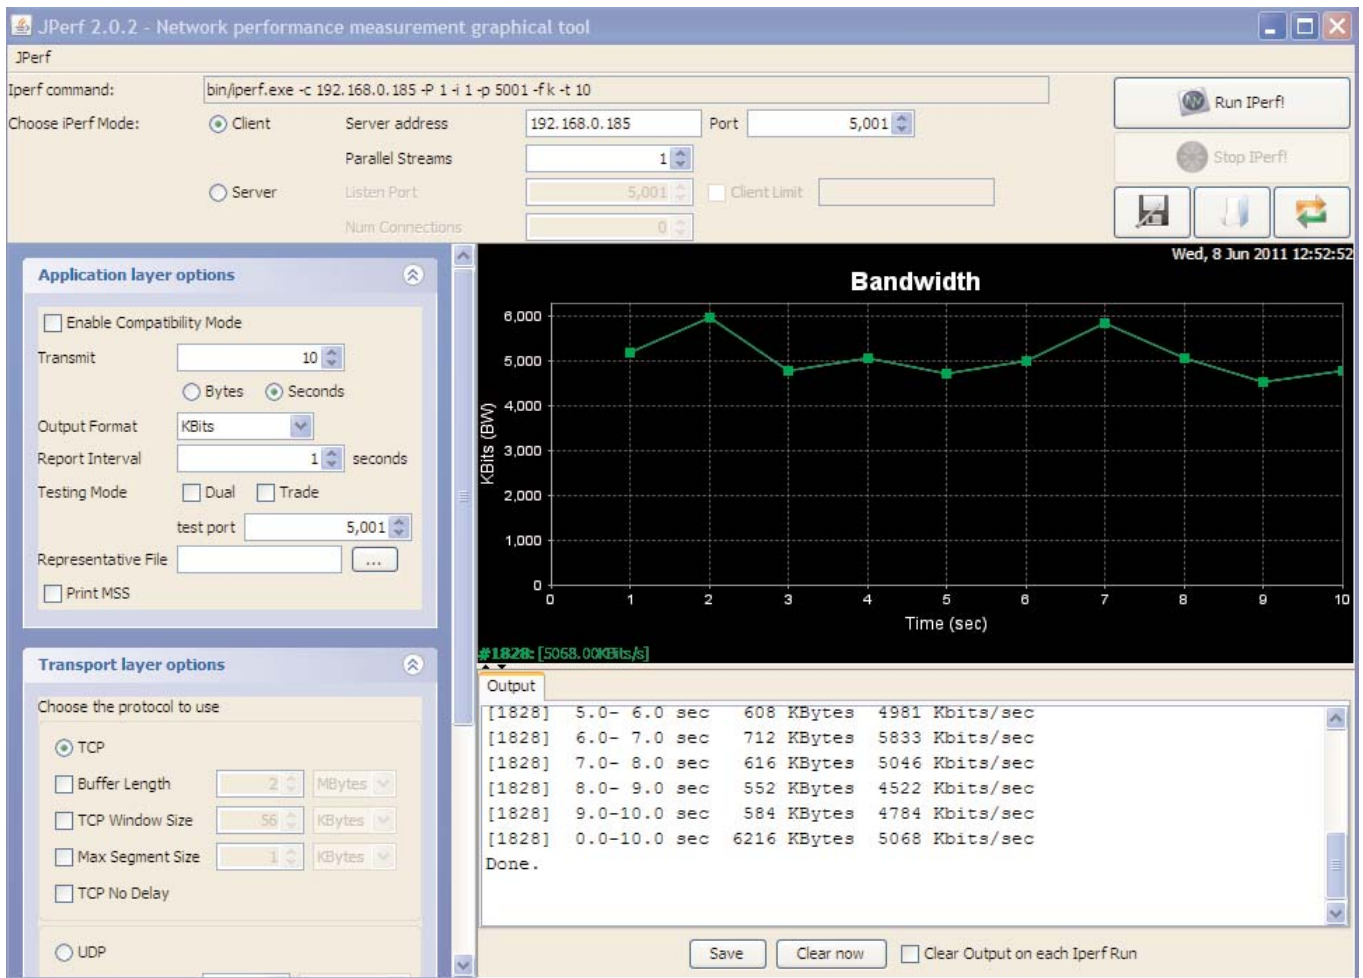 JPerf 2.0.2 - Network performance measurement graphical tool
JPerf
Iperf command: bin/iperf.exe -c 192.168.0.185 -P 1 -i 1 -p 5001 -f k -t 10
Run IPerf!
Choose iPerf Mode: Client Server address 192.168.0.185 Port 5,001
Parallel Streams 1
Stop IPerf!
Server Listen Port 5,001 Client Limit
Num Connections 0
Application layer options
Enable Compatibility Mode
Transmit 10
Bytes Seconds
Output Format KBits
Report Interval 1 seconds
Testing Mode Dual Trade
test port 5,001
Representative File ...
Print MSS
Transport layer options
Choose the protocol to use
TCP
Buffer Length 2 MBytes
TCP Window Size 56 KBytes
Max Segment Size 1 KBytes
TCP No Delay
UDP
Wed, 8 Jun 2011 12:52:52
Bandwidth
6,000
5,000
4,000
3,000
2,000
1,000
0
KBits (BW)
0 1 2 3 4 5 6 7 8 9 10
Time (sec)
#1828: [5068.00KBits/s]
Output
[1828] 5.0- 6.0 sec 608 KBytes 4981 Kbits/sec
[1828] 6.0- 7.0 sec 712 KBytes 5833 Kbits/sec
[1828] 7.0- 8.0 sec 616 KBytes 5046 Kbits/sec
[1828] 8.0- 9.0 sec 552 KBytes 4522 Kbits/sec
[1828] 9.0-10.0 sec 584 KBytes 4784 Kbits/sec
[1828] 0.0-10.0 sec 6216 KBytes 5068 Kbits/sec
Done.
Save Clear now Clear Output on each Iperf Run